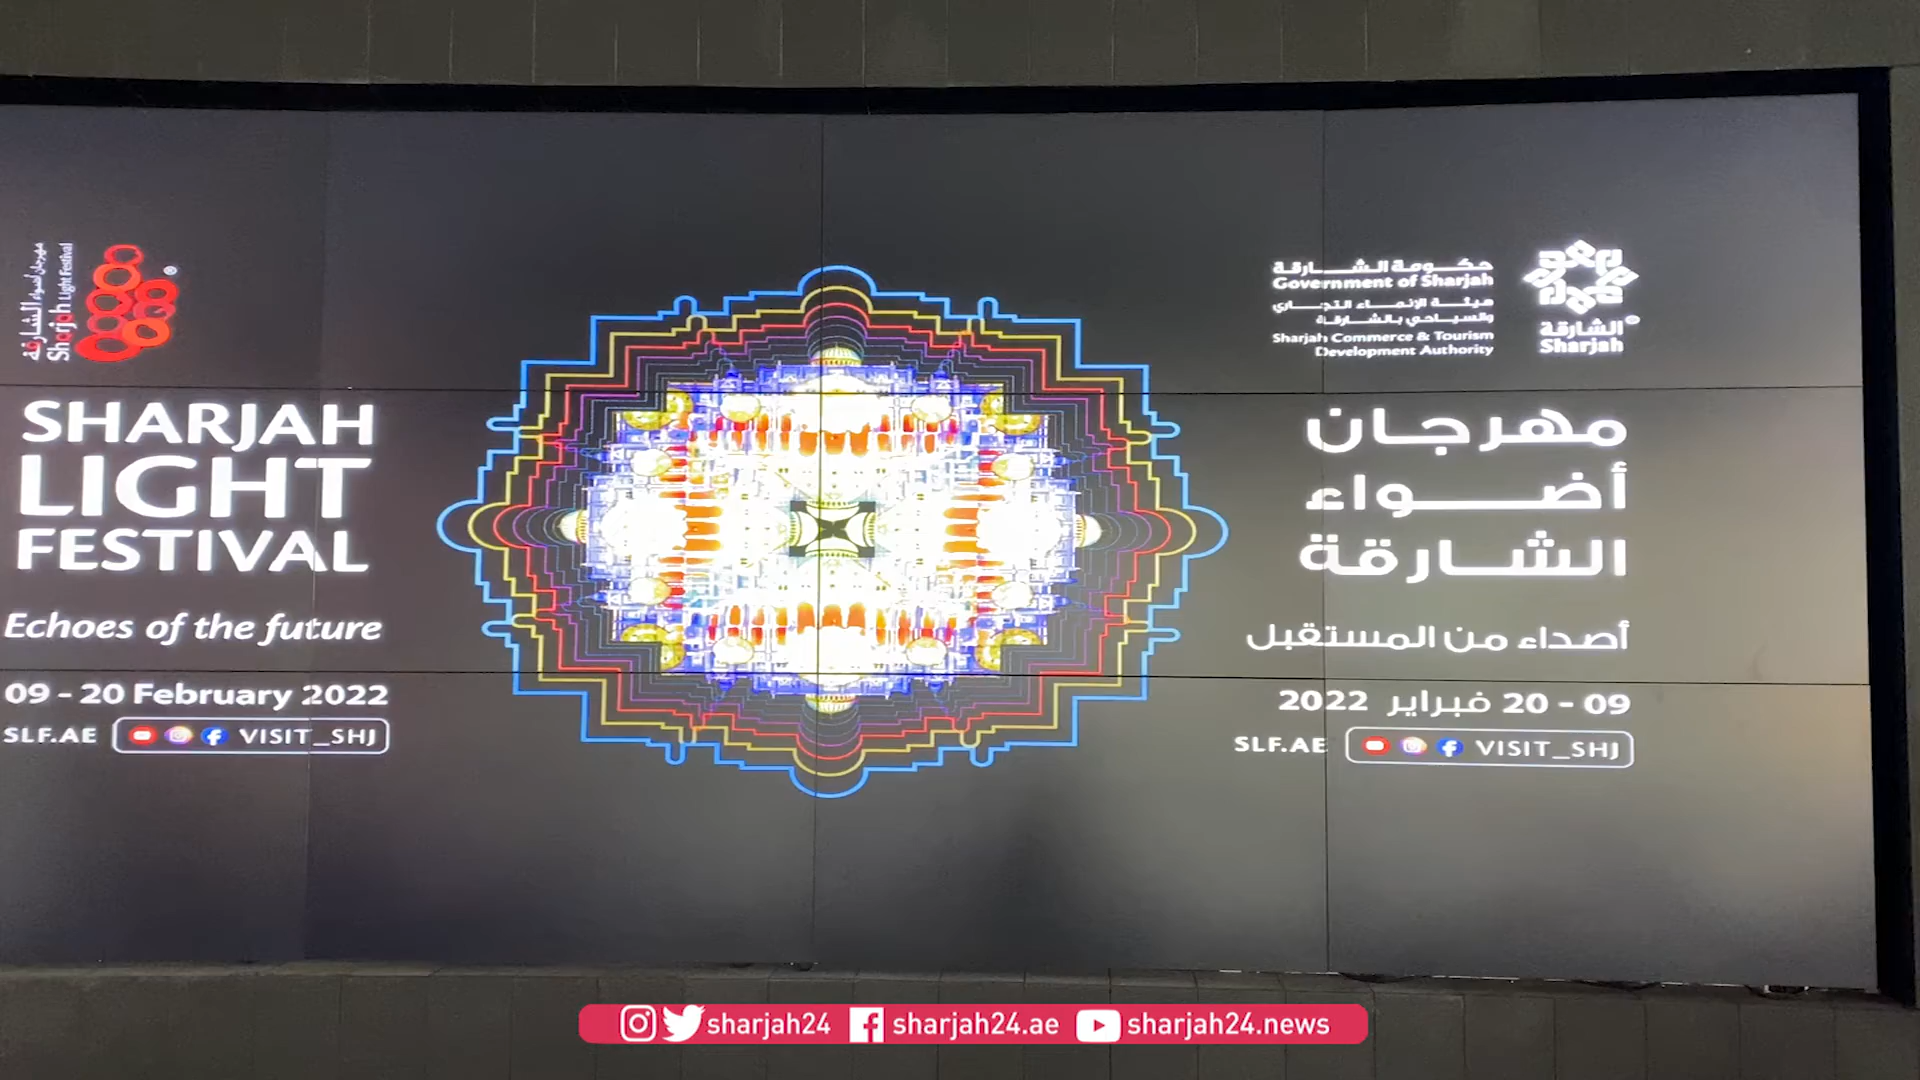 مهرجان أضواء الشارقة
Sharjah Light Festival
®
SHARJAH
LIGHT
FESTIVAL
Echoes of the future
09 - 20 February 2022
SLF.AE VISIT_SHJ
حكومة الشارقة
Government of Sharjah
هيئة الإنماء التجاري
والسياحي بالشارقة
Sharjah Commerce & Tourism
Development Authority
الشارقة
Sharjah
مهرجان
أضواء
الشارقة
أصداء من المستقبل
09 - 20 فبراير 2022
SLF.AE VISIT_SHJ
sharjah24 sharjah24.ae sharjah24.news